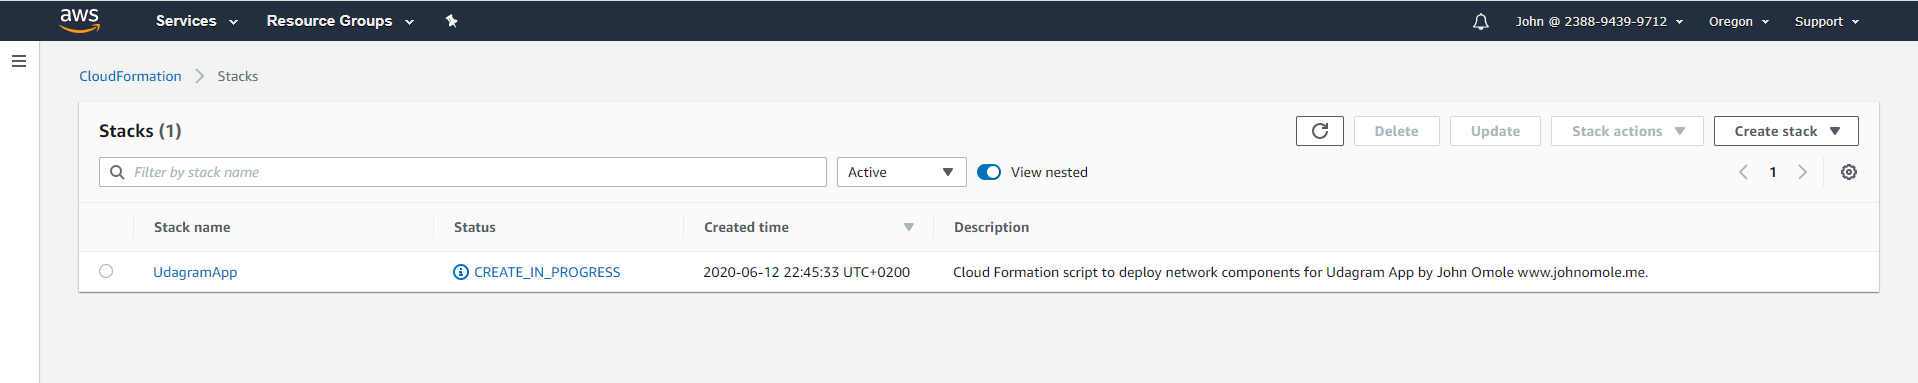 aws Services Resource Groups John @ 2388-9439-9712 Oregon Support
CloudFormation Stacks
Stacks (1) Delete Update Stack actions Create stack
Filter by stack name Active View nested 1
Stack name Status Created time Description
UdagramApp CREATE_IN_PROGRESS 2020-06-12 22:45:33 UTC+0200 Cloud Formation script to deploy network components for Udagram App by John Omole www.johnomole.me.